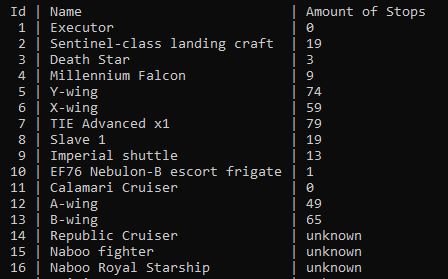 Id | Name | Amount of Stops
1 | Executor | 0
2 | Sentinel-class landing craft | 19
3 | Death Star | 3
4 | Millennium Falcon | 9
5 | Y-wing | 74
6 | X-wing | 59
7 | TIE Advanced x1 | 79
8 | Slave 1 | 19
9 | Imperial shuttle | 13
10 | EF76 Nebulon-B escort frigate | 1
11 | Calamari Cruiser | 0
12 | A-wing | 49
13 | B-wing | 65
14 | Republic Cruiser | unknown
15 | Naboo fighter | unknown
16 | Naboo Royal Starship | unknown